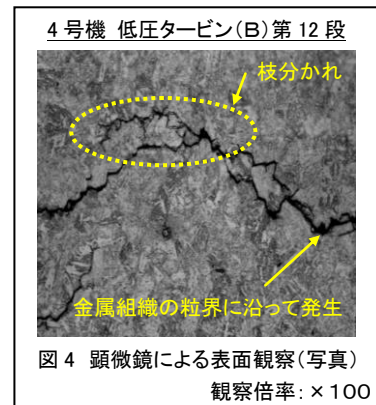 4号機 低圧タービン(B)第12段
枝分かれ
金属組織の粒界に沿って発生
図4 顕微鏡による表面観察(写真)
観察倍率:×100